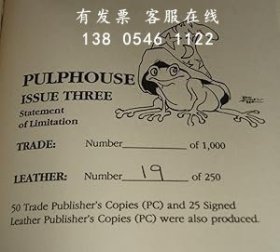 有发票 客服在线
138 0546 1122
PULPHOUSE
ISSUE THREE
Statement
of Limitation
TRADE: Number of 1,000
LEATHER: Number 19 of 250
50 Trade Publisher's Copies (PC) and 25 Signed
Leather Publisher's Copies (PC) were also produced.